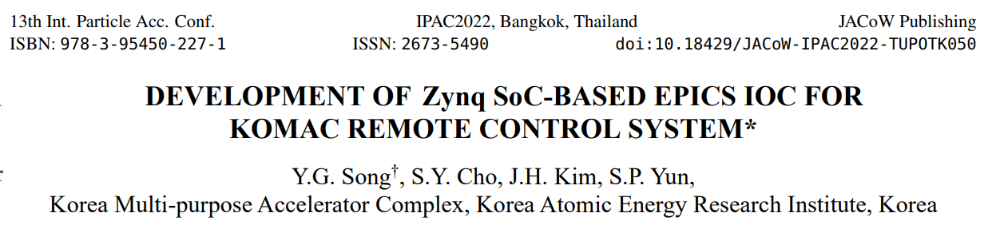 13th Int. Particle Acc. Conf. IPAC2022, Bangkok, Thailand JACoW Publishing
ISBN: 978-3-95450-227-1 ISSN: 2673-5490 doi:10.18429/JACoW-IPAC2022-TUPOTK050
DEVELOPMENT OF Zynq SoC-BASED EPICS IOC FOR
KOMAC REMOTE CONTROL SYSTEM*
Y.G. Song†, S.Y. Cho, J.H. Kim, S.P. Yun,
Korea Multi-purpose Accelerator Complex, Korea Atomic Energy Research Institute, Korea